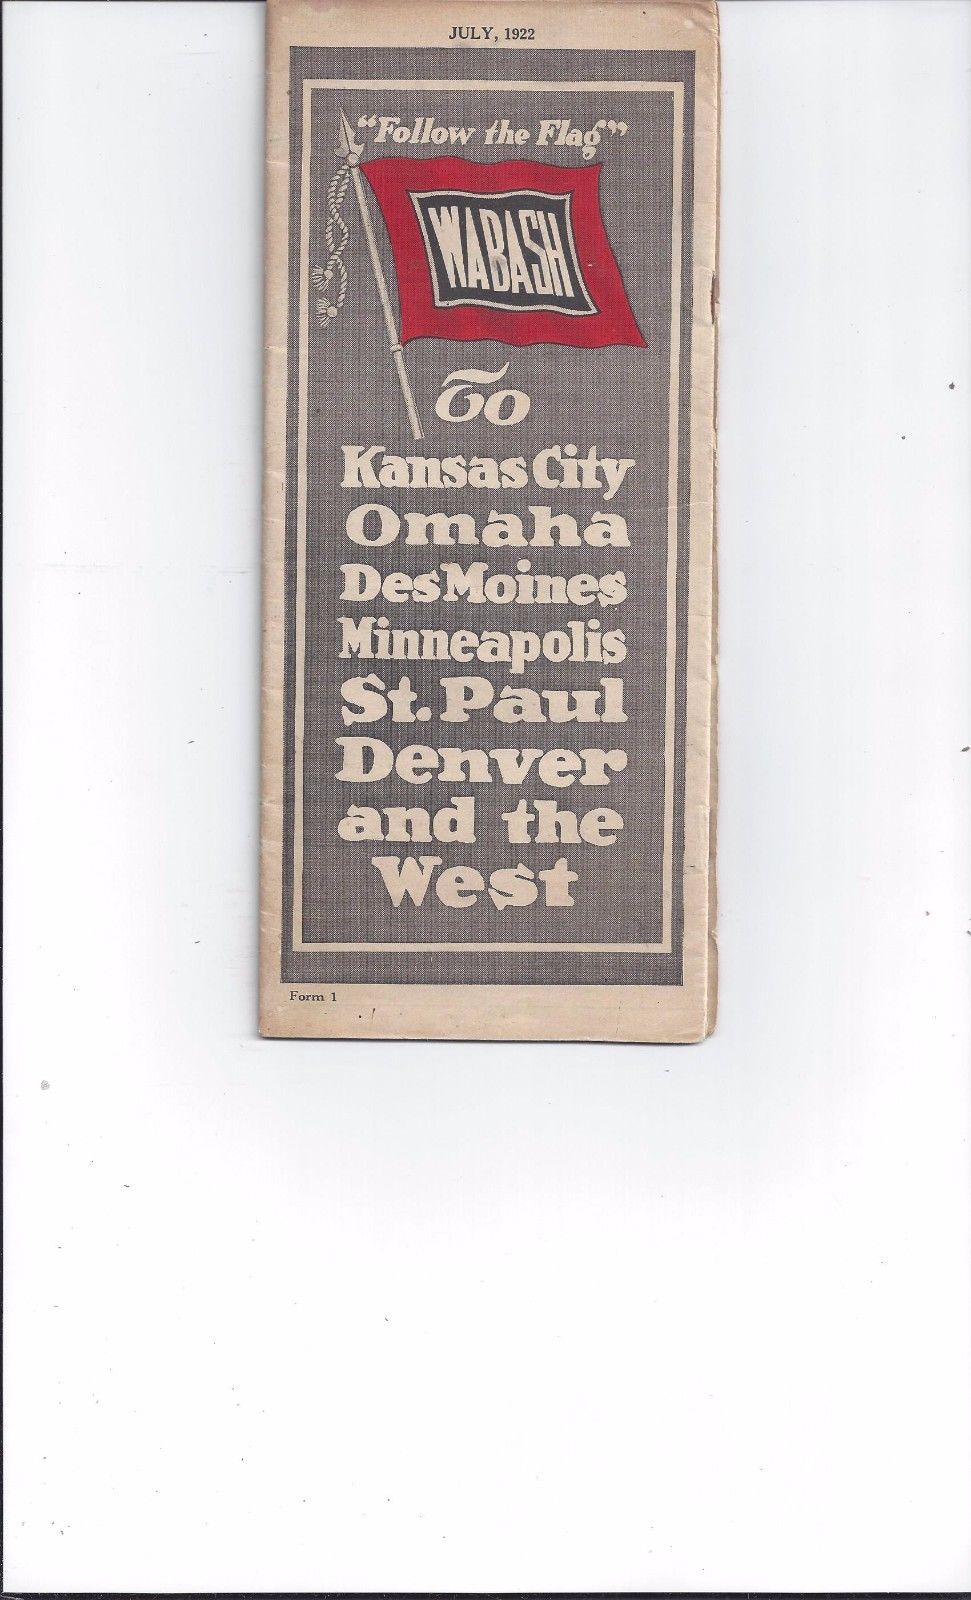 JULY, 1922
“Follow the Flag”
WABASH
To
Kansas City
Omaha
Des Moines
Minneapolis
St. Paul
Denver
and the
West
Form 1